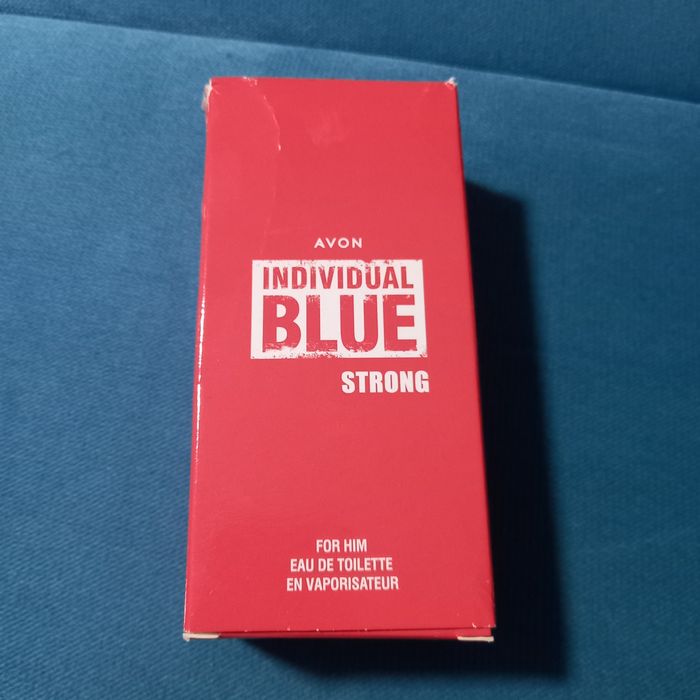 AVON
INDIVIDUAL
BLUE
STRONG
FOR HIM
EAU DE TOILETTE
EN VAPORISATEUR